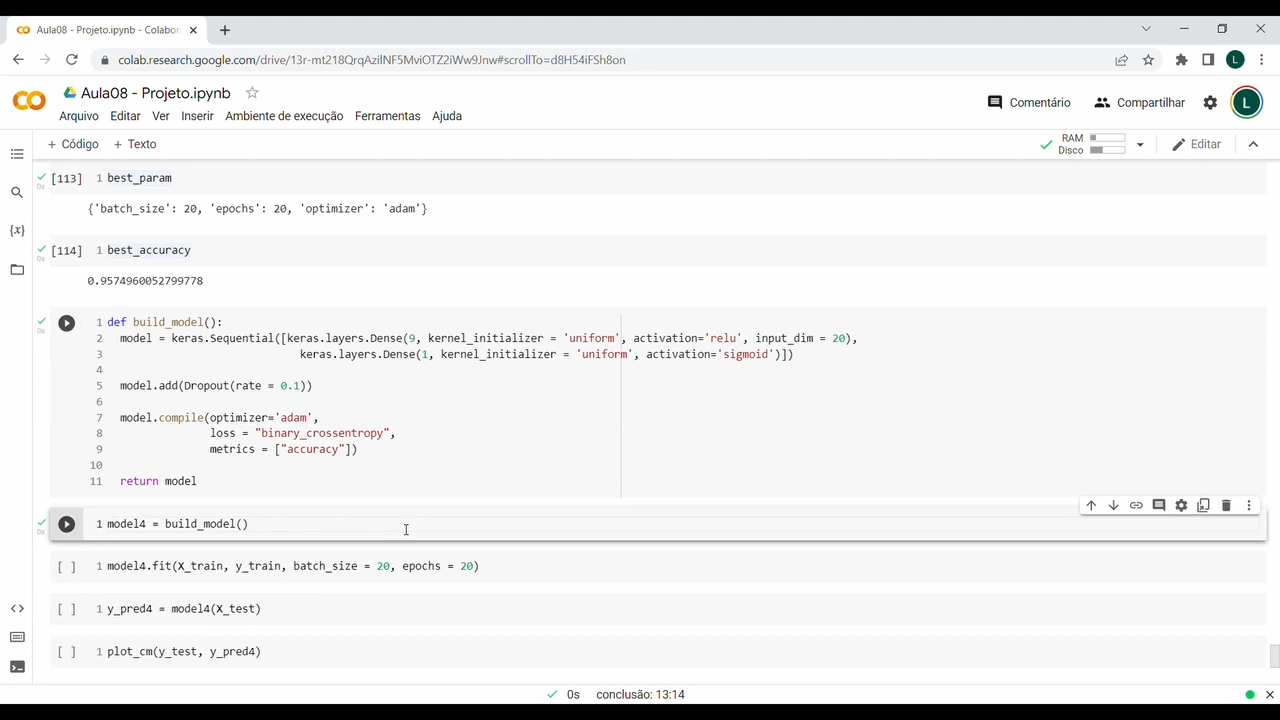 Aula08 - Projeto.ipynb - Colabor
colab.research.google.com/drive/13r-mt218QrqAzilNF5MviOTZ2iWw9Jnw#scrollTo=d8H54iFSh8on
L
Aula08 - Projeto.ipynb
Comentário Compartilhar L
Arquivo Editar Ver Inserir Ambiente de execução Ferramentas Ajuda
+ Código + Texto
RAM
Disco
Editar
[113] 1 best_param
0s
{'batch_size': 20, 'epochs': 20, 'optimizer': 'adam'}
{x}
[114] 1 best_accuracy
0s
0.9574960052799778
1 def build_model():
0s
2 model = keras.Sequential([keras.layers.Dense(9, kernel_initializer = 'uniform', activation='relu', input_dim = 20),
3 keras.layers.Dense(1, kernel_initializer = 'uniform', activation='sigmoid')])
4
5 model.add(Dropout(rate = 0.1))
6
7 model.compile(optimizer='adam',
8 loss = "binary_crossentropy",
9 metrics = ["accuracy"])
10
11 return model
1 model4 = build_model()
0s
[ ] 1 model4.fit(X_train, y_train, batch_size = 20, epochs = 20)
[ ] 1 y_pred4 = model4(X_test)
[ ] 1 plot_cm(y_test, y_pred4)
0s conclusão: 13:14